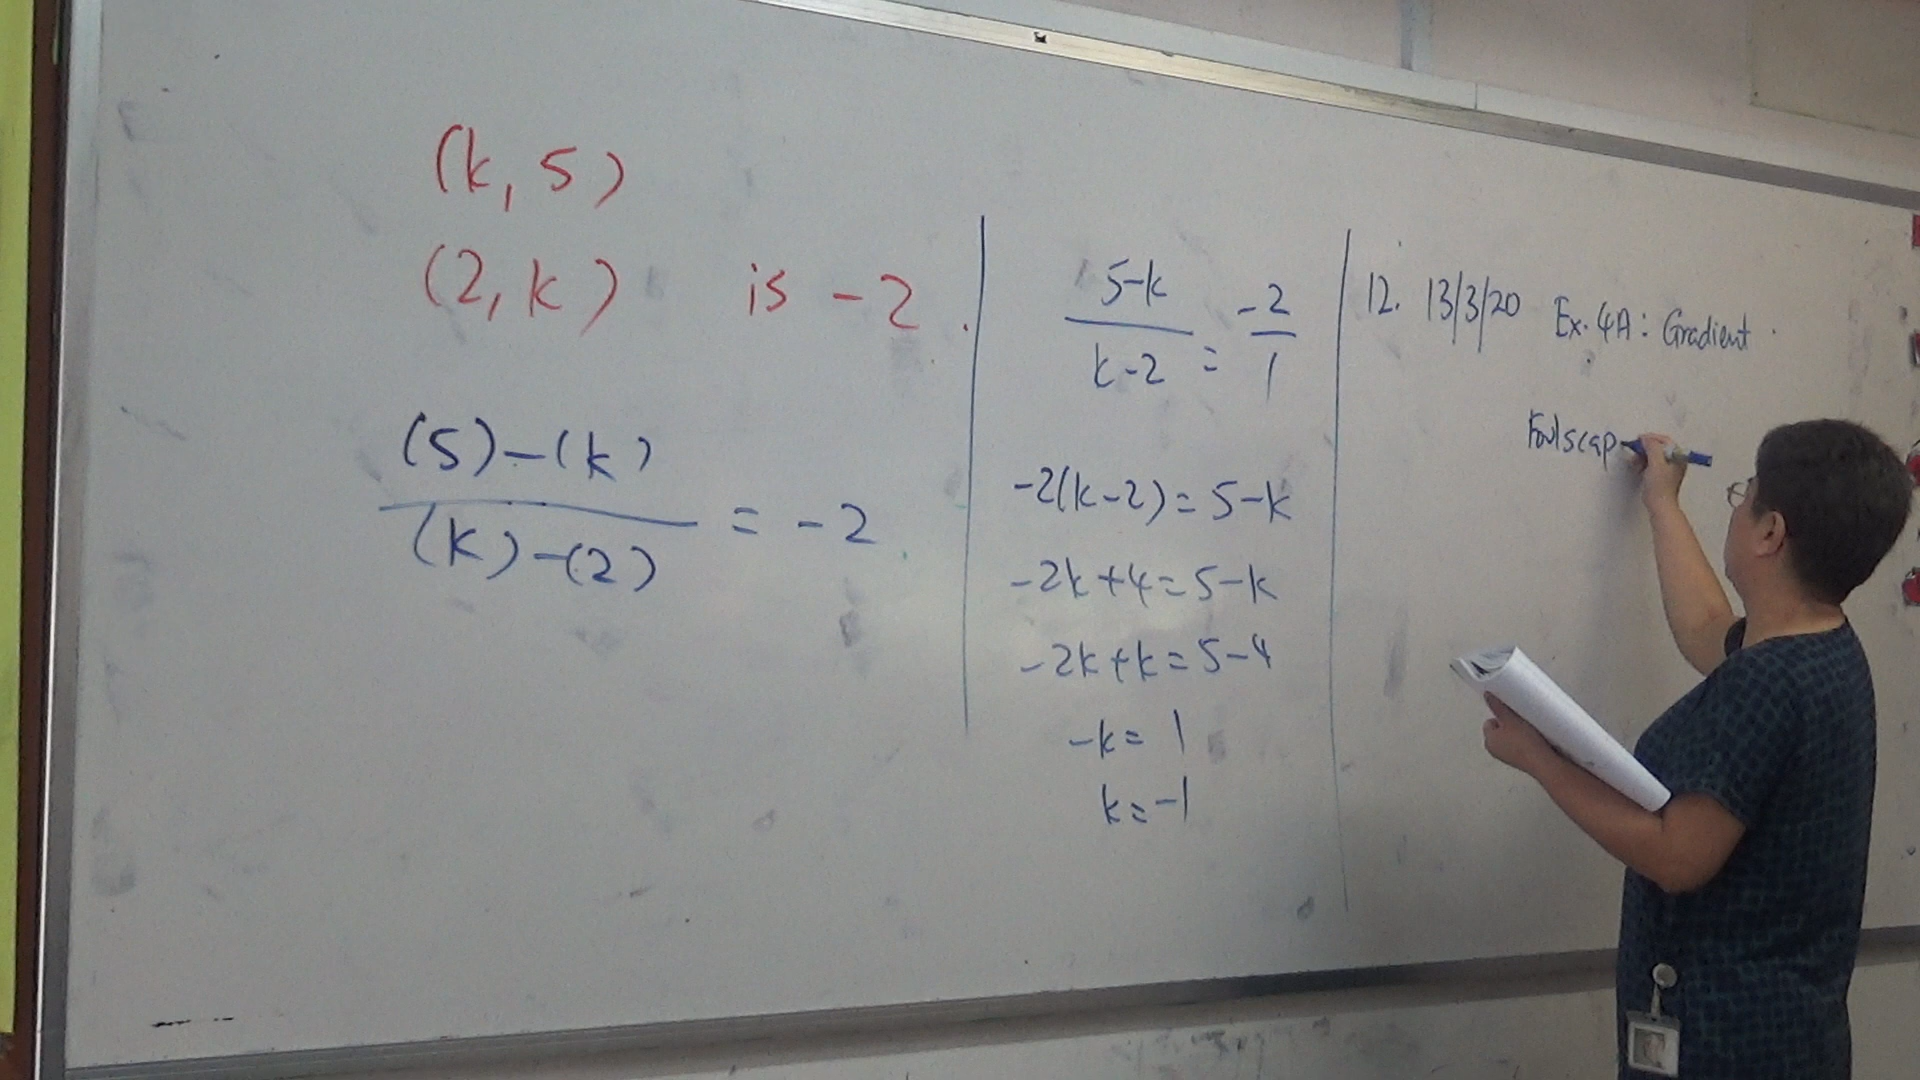 (k, 5)
(2, k) is -2.
(5)-(k)
(k)-(2)
= -2
5-k
k-2
=
-2
1
-2(k-2)=5-k
-2k+4=5-k
-2k+k=5-4
-k=1
k=-1
12. 13/3/20 Ex. 4A: Gradient.
Foolscap